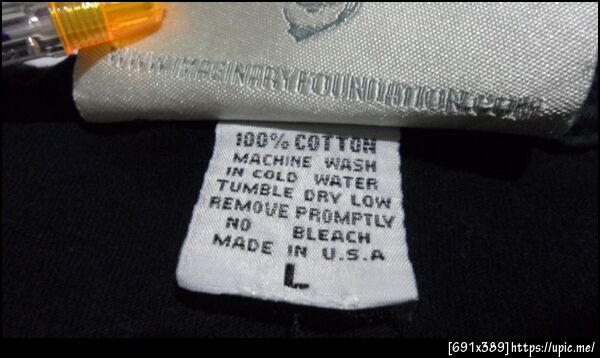 WWW.IMAGINARYFOUNDATION.COM
100% COTTON
MACHINE WASH
IN COLD WATER
TUMBLE DRY LOW
REMOVE PROMPTLY
NO BLEACH
MADE IN U.S.A
L
[691x389]https://upic.me/